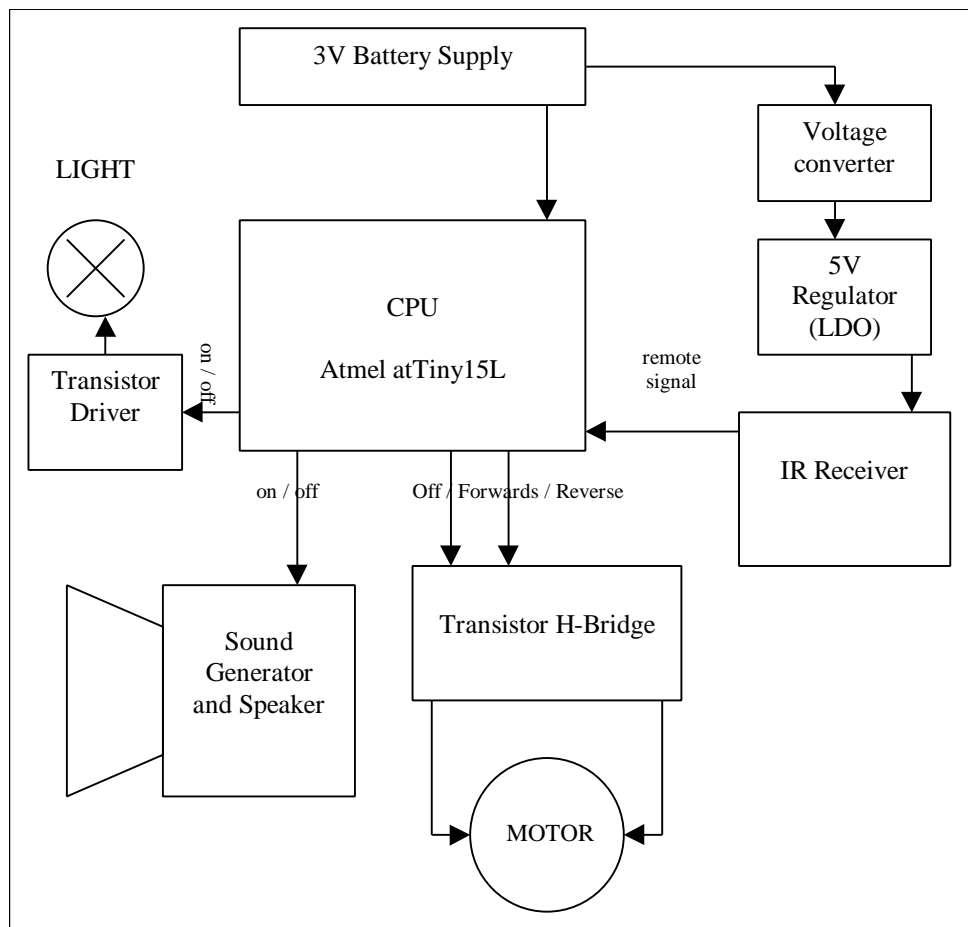 3V Battery Supply
Voltage
converter
LIGHT
5V
Regulator
(LDO)
CPU
Atmel atTiny15L
on / off
remote
signal
Transistor
Driver
IR Receiver
on / off
Off / Forwards / Reverse
Transistor H-Bridge
Sound
Generator
and Speaker
MOTOR